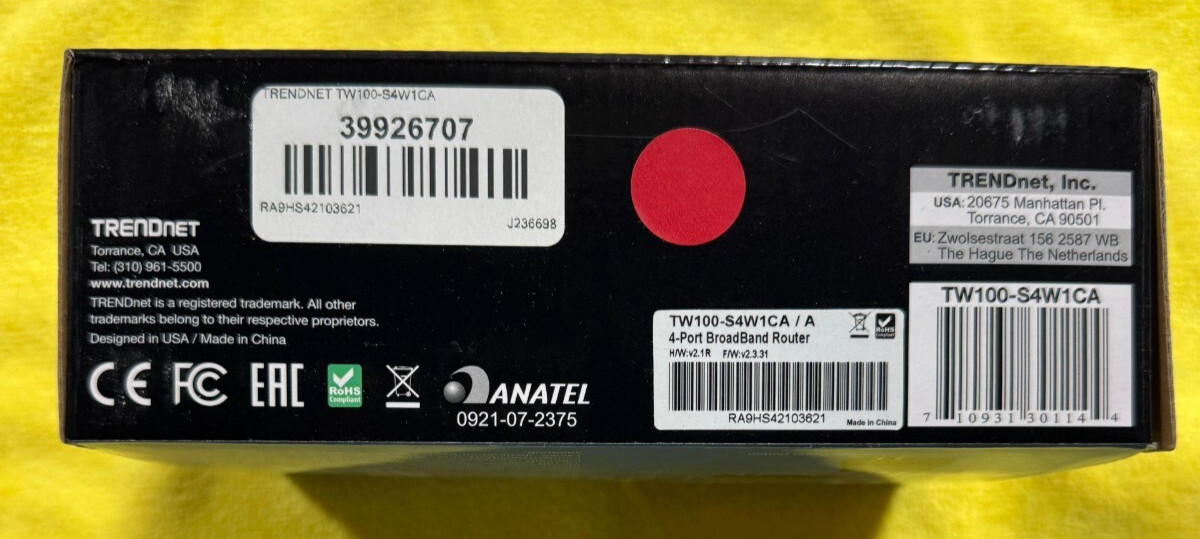 TRENDNET TW100-S4W1CA
39926707
RA9HS42103621
J236698
TRENDNET
Torrance, CA USA
Tel: (310) 961-5500
www.trendnet.com
TRENDnet is a registered trademark. All other
trademarks belong to their respective proprietors.
Designed in USA / Made in China
CE FC EAC RoHS
Compliant
ANATEL
0921-07-2375
TRENDnet, Inc.
USA: 20675 Manhattan Pl.
Torrance, CA 90501
EU: Zwolsestraat 156 2587 WB
The Hague The Netherlands
TW100-S4W1CA / A
4-Port BroadBand Router
H/W:v2.1R F/W:v2.3.31
RoHS
Compliant
RA9HS42103621
Made in China
TW100-S4W1CA
7 10931 30114 4